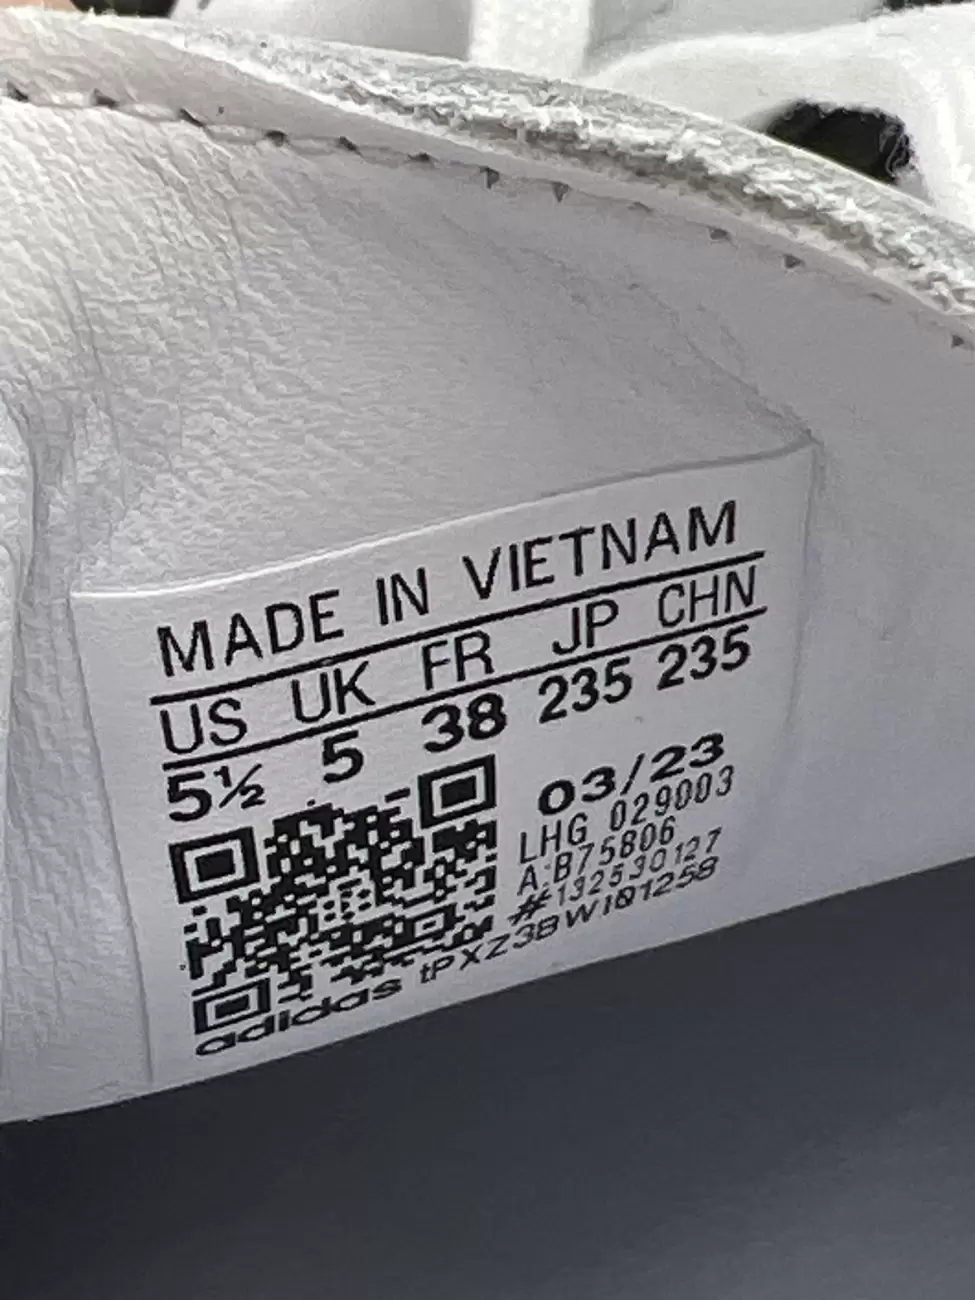 MADE IN VIETNAM
US UK FR JP CHN
5½ 5 38 235 235
03/23
LHG 029003
A:B75806
#132530127
adidas tPXZ3BWI01258